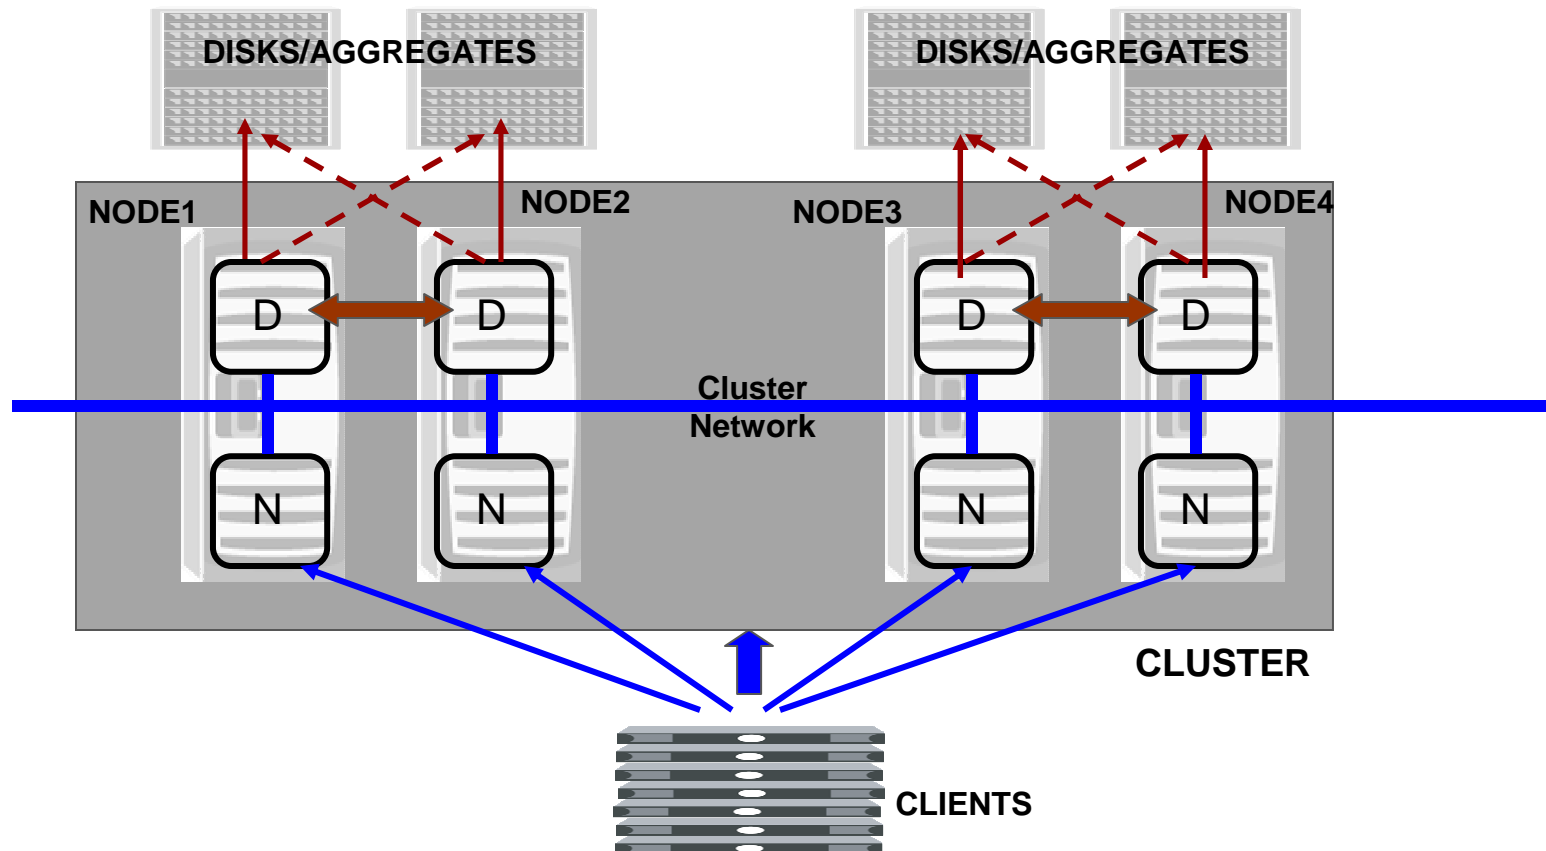 DISKS/AGGREGATES
DISKS/AGGREGATES
NODE1
NODE2
NODE3
NODE4
D
D
D
D
Cluster
Network
N
N
N
N
CLUSTER
CLIENTS